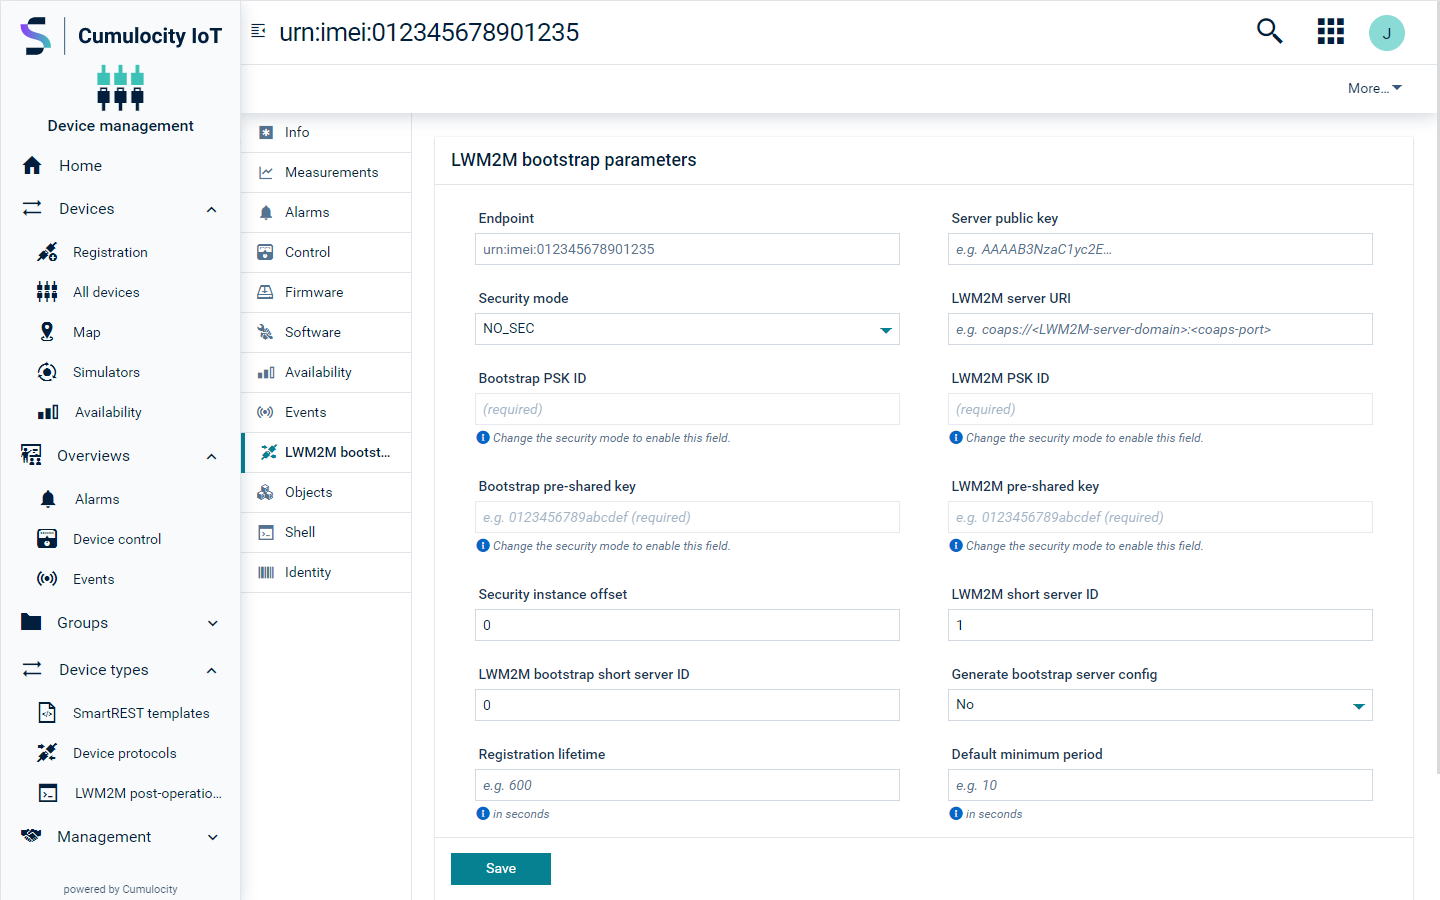 Cumulocity IoT
Device management
Home
Devices
Registration
All devices
Map
Simulators
Availability
Overviews
Alarms
Device control
Events
Groups
Device types
SmartREST templates
Device protocols
LWM2M post-operatio...
Management
powered by Cumulocity
urn:imei:012345678901235
J
More...
Info
Measurements
Alarms
Control
Firmware
Software
Availability
Events
LWM2M bootst...
Objects
Shell
Identity
LWM2M bootstrap parameters
Endpoint
urn:imei:012345678901235
Server public key
e.g. AAAAB3NzaC1yc2E...
Security mode
NO_SEC
LWM2M server URI
e.g. coaps://<LWM2M-server-domain>:<coaps-port>
Bootstrap PSK ID
(required)
Change the security mode to enable this field.
LWM2M PSK ID
(required)
Change the security mode to enable this field.
Bootstrap pre-shared key
e.g. 0123456789abcdef (required)
Change the security mode to enable this field.
LWM2M pre-shared key
e.g. 0123456789abcdef (required)
Change the security mode to enable this field.
Security instance offset
0
LWM2M short server ID
1
LWM2M bootstrap short server ID
0
Generate bootstrap server config
No
Registration lifetime
e.g. 600
in seconds
Default minimum period
e.g. 10
in seconds
Save